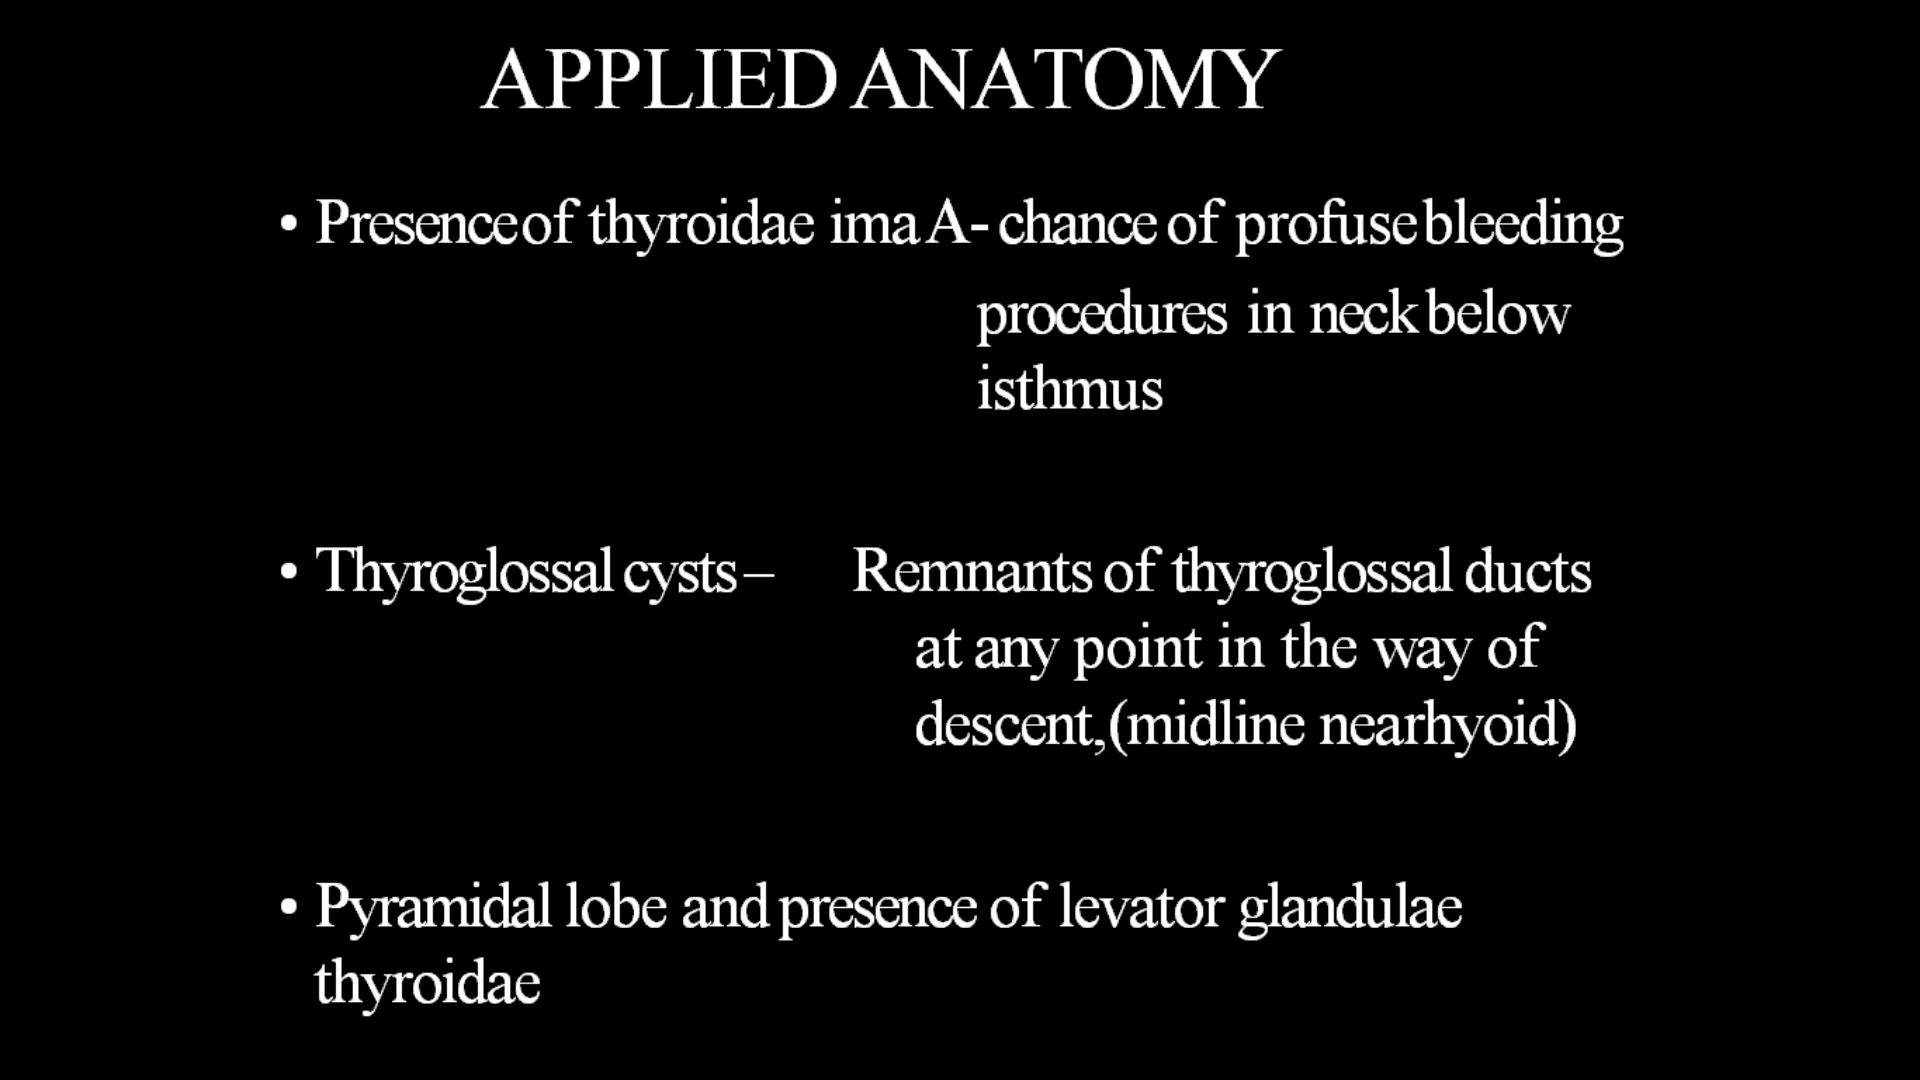 APPLIED ANATOMY
• Presence of thyroidae ima A- chance of profuse bleeding
procedures in neck below
isthmus
• Thyroglossal cysts – Remnants of thyroglossal ducts
at any point in the way of
descent,(midline nearhyoid)
• Pyramidal lobe and presence of levator glandulae
thyroidae